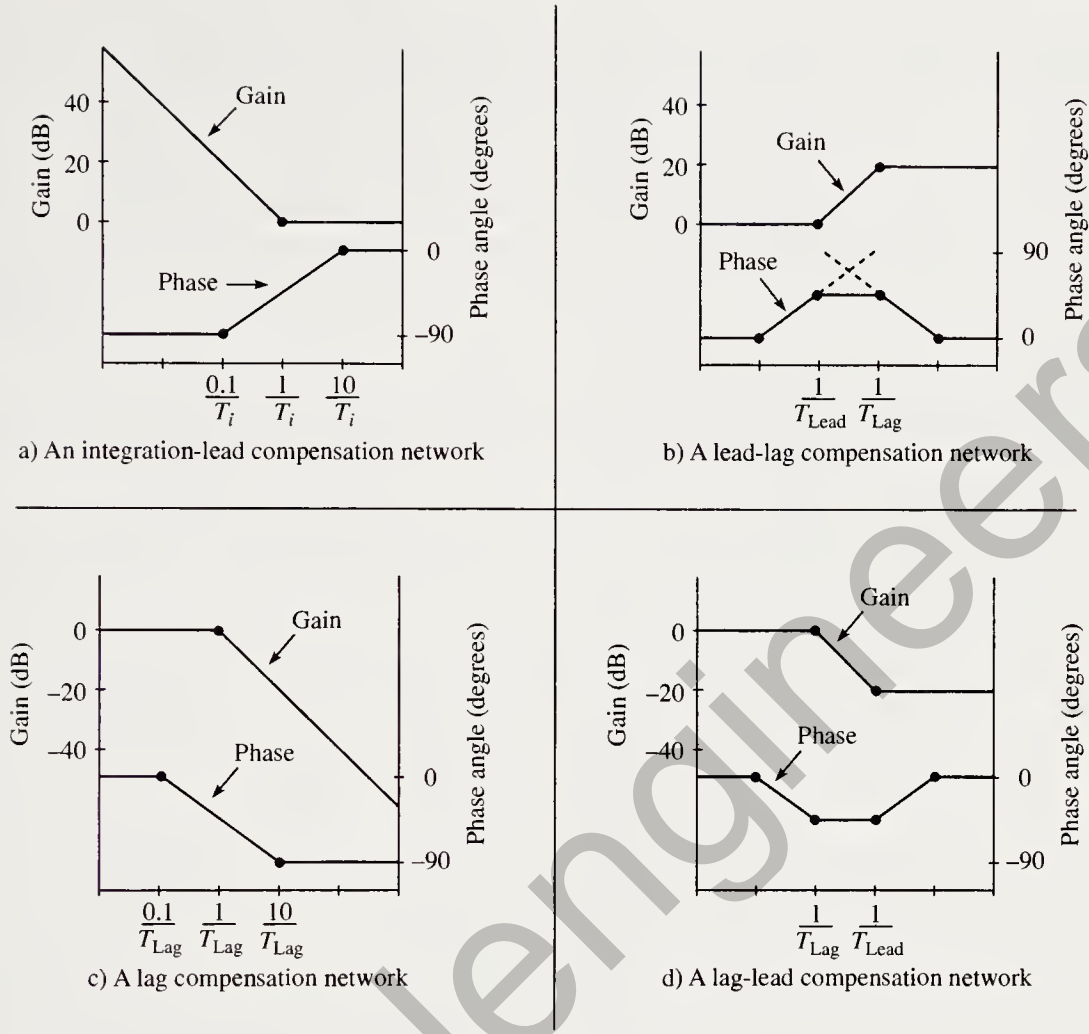 Gain (dB)
40
20
0
Gain
Phase
Phase angle (degrees)
0
−90
0.1/T_i
1/T_i
10/T_i
a) An integration-lead compensation network
Gain (dB)
40
20
0
Gain
Phase
Phase angle (degrees)
90
0
1/T_Lead
1/T_Lag
b) A lead-lag compensation network
Gain (dB)
0
−20
−40
Gain
Phase
Phase angle (degrees)
0
−90
0.1/T_Lag
1/T_Lag
10/T_Lag
c) A lag compensation network
Gain (dB)
0
−20
−40
Gain
Phase
Phase angle (degrees)
0
−90
1/T_Lag
1/T_Lead
d) A lag-lead compensation network
lengineers